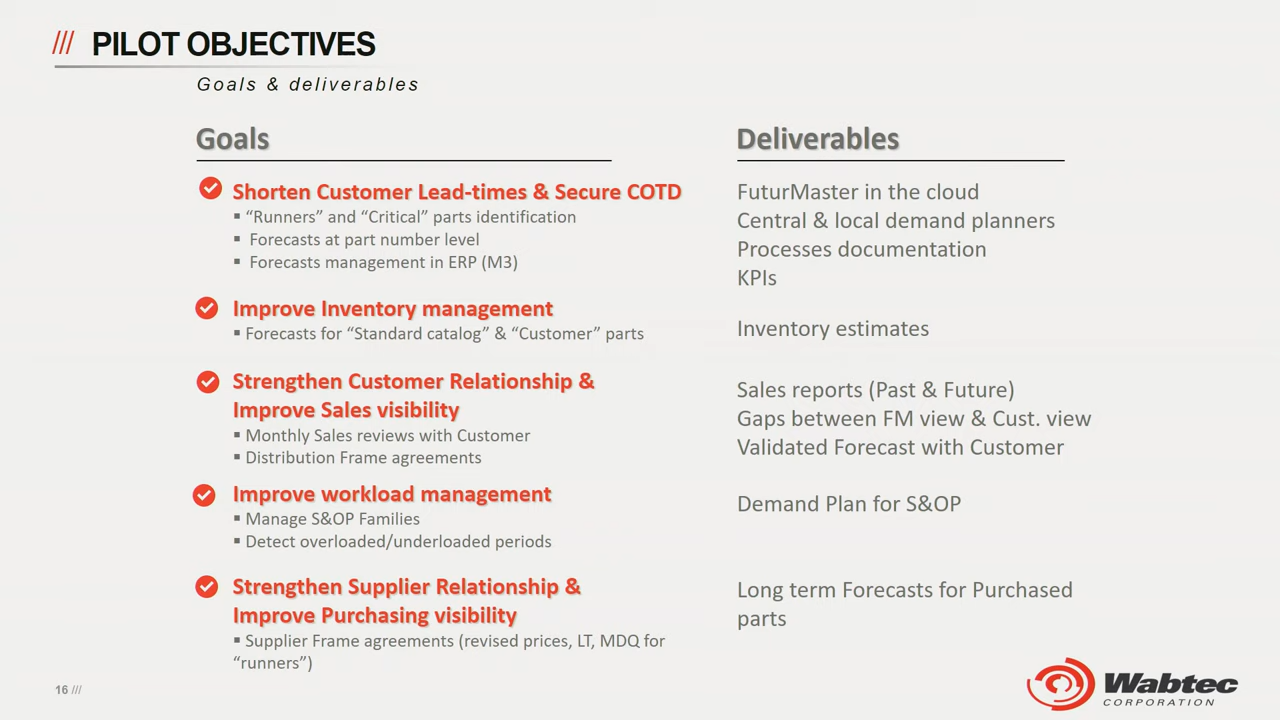 /// PILOT OBJECTIVES
Goals & deliverables
Goals
Shorten Customer Lead-times & Secure COTD
▪ “Runners” and “Critical” parts identification
▪ Forecasts at part number level
▪ Forecasts management in ERP (M3)
Improve Inventory management
▪ Forecasts for “Standard catalog” & “Customer” parts
Strengthen Customer Relationship &
Improve Sales visibility
▪ Monthly Sales reviews with Customer
▪ Distribution Frame agreements
Improve workload management
▪ Manage S&OP Families
▪ Detect overloaded/underloaded periods
Strengthen Supplier Relationship &
Improve Purchasing visibility
▪ Supplier Frame agreements (revised prices, LT, MDQ for
“runners”)
Deliverables
FuturMaster in the cloud
Central & local demand planners
Processes documentation
KPIs
Inventory estimates
Sales reports (Past & Future)
Gaps between FM view & Cust. view
Validated Forecast with Customer
Demand Plan for S&OP
Long term Forecasts for Purchased
parts
16 ///
Wabtec
CORPORATION